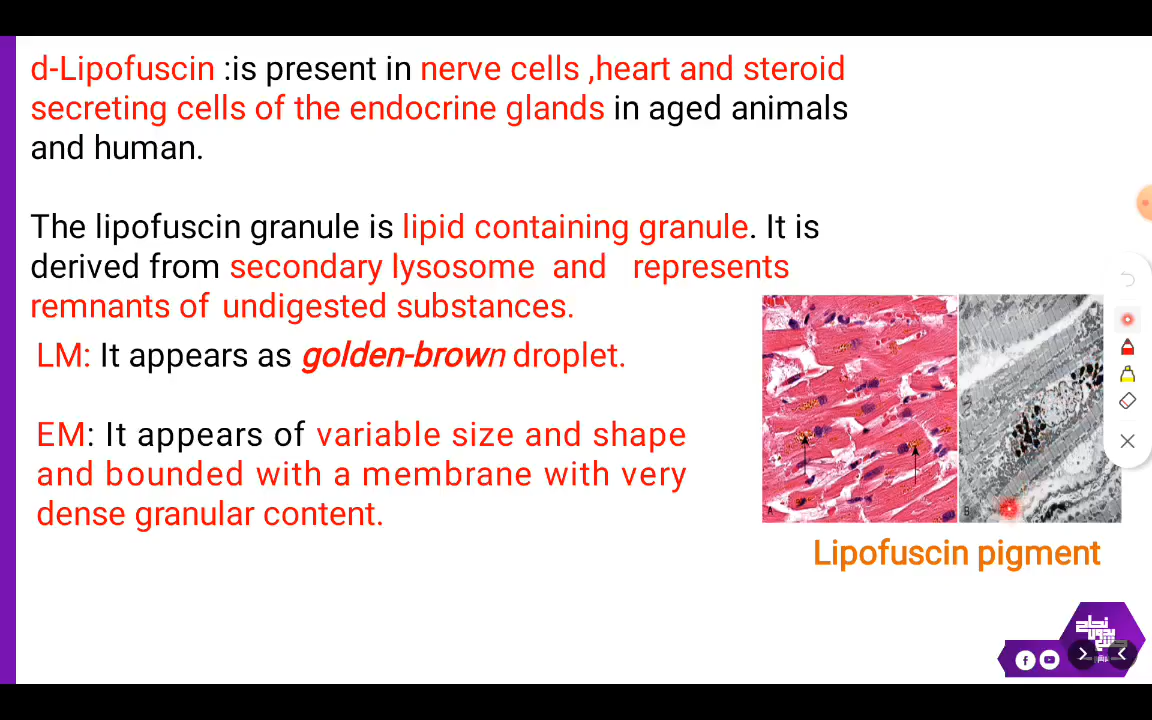 d-Lipofuscin :is present in nerve cells ,heart and steroid
secreting cells of the endocrine glands in aged animals
and human.
The lipofuscin granule is lipid containing granule. It is
derived from secondary lysosome and represents
remnants of undigested substances.
LM: It appears as golden-brown droplet.
EM: It appears of variable size and shape
and bounded with a membrane with very
dense granular content.
A
B
Lipofuscin pigment